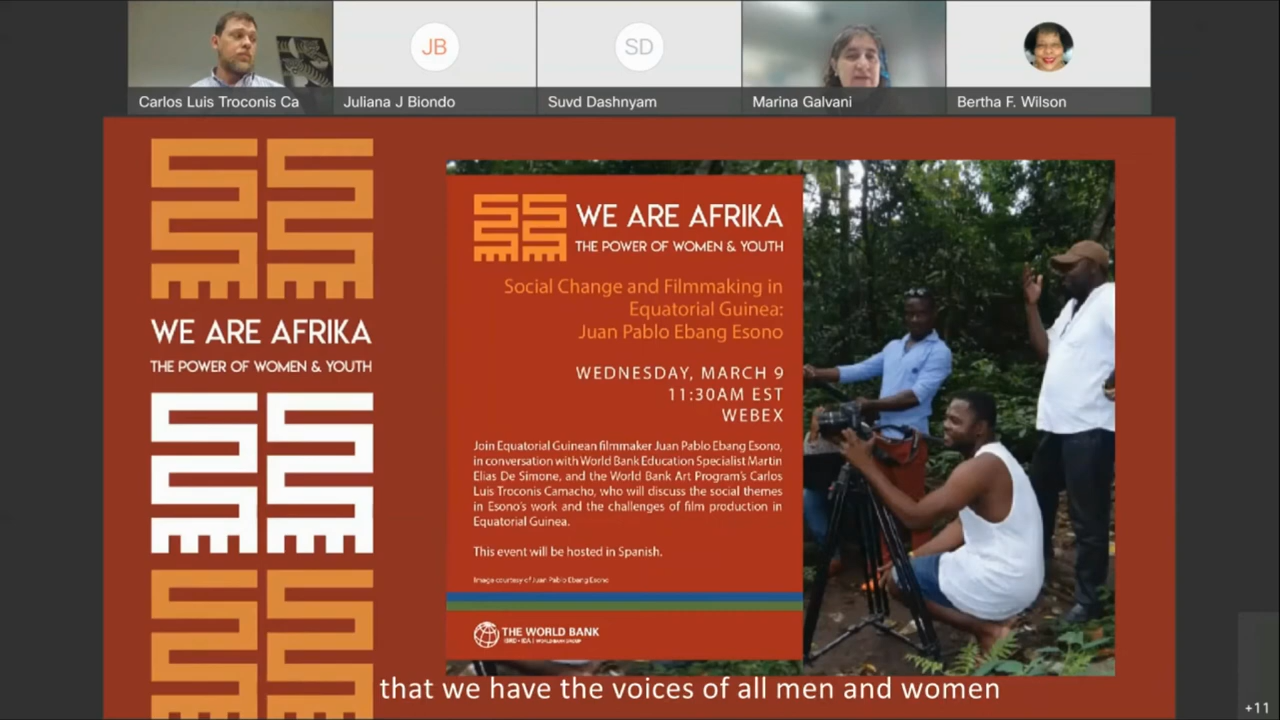 JB
SD
Carlos Luis Troconis Ca
Juliana J Biondo
Suvd Dashnyam
Marina Galvani
Bertha F. Wilson
WE ARE AFRIKA
THE POWER OF WOMEN & YOUTH
WE ARE AFRIKA
THE POWER OF WOMEN & YOUTH
Social Change and Filmmaking in
Equatorial Guinea:
Juan Pablo Ebang Esono
WEDNESDAY, MARCH 9
11:30AM EST
WEBEX
Join Equatorial Guinean filmmaker Juan Pablo Ebang Esono,
in conversation with World Bank Education Specialist Martin
Elias De Simone, and the World Bank Art Program's Carlos
Luis Troconis Camacho, who will discuss the social themes
in Esono's work and the challenges of film production in
Equatorial Guinea.
This event will be hosted in Spanish.
Image courtesy of Juan Pablo Ebang Esono
THE WORLD BANK
IBRD • IDA | WORLD BANK GROUP
that we have the voices of all men and women
+11